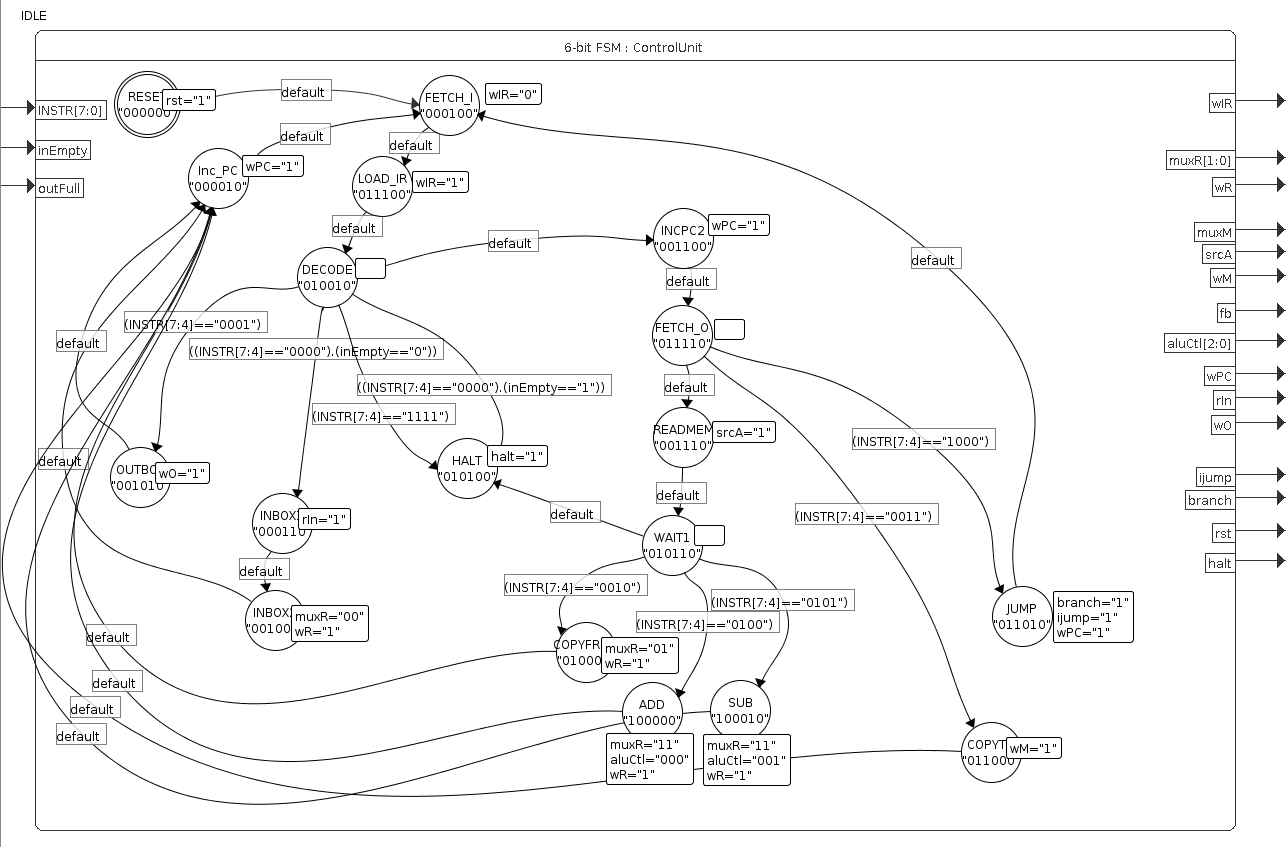 IDLE
6-bit FSM : ControlUnit
INSTR[7:0]
inEmpty
outFull
RESET
"000000"
rst="1"
default
FETCH_I
"000100"
wIR="0"
default
default
Inc_PC
"000010"
wPC="1"
LOAD_IR
"011100"
wIR="1"
default
DECODE
"010010"
default
INCPC2
"001100"
wPC="1"
default
default
FETCH_O
"011110"
(INSTR[7:4]=="0001")
((INSTR[7:4]=="0000").(inEmpty=="0"))
((INSTR[7:4]=="0000").(inEmpty=="1"))
(INSTR[7:4]=="1111")
default
default
READMEM
"001110"
srcA="1"
(INSTR[7:4]=="1000")
default
OUTBO
"001010
wO="1"
HALT
"010100"
halt="1"
default
default
(INSTR[7:4]=="0011")
INBOX
"000110
rIn="1"
WAIT1
"010110"
default
(INSTR[7:4]=="0010")
(INSTR[7:4]=="0101")
(INSTR[7:4]=="0100")
INBOX
"00100
muxR="00"
wR="1"
JUMP
"011010"
branch="1"
ijump="1"
wPC="1"
default
COPYFR
"01000
muxR="01"
wR="1"
default
default
default
ADD
"100000"
muxR="11"
aluCtl="000"
wR="1"
SUB
"100010"
muxR="11"
aluCtl="001"
wR="1"
COPYT
"011000
wM="1"
wIR
muxR[1:0]
wR
muxM
srcA
wM
fb
aluCtl[2:0]
wPC
rIn
wO
ijump
branch
rst
halt